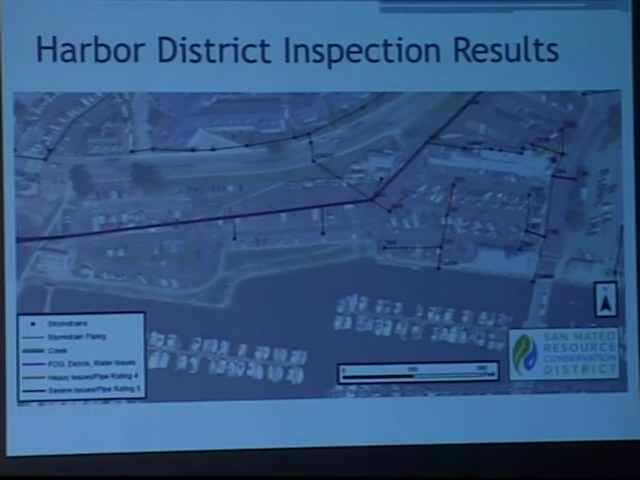 Harbor District Inspection Results
Stormdrains
Stormdrain Piping
Creek
FOG, Debris, Water Issues
Heavy Issues/Pipe Rating 4
Severe Issues/Pipe Rating 5
SAN MATEO
RESOURCE
CONSERVATION
DISTRICT